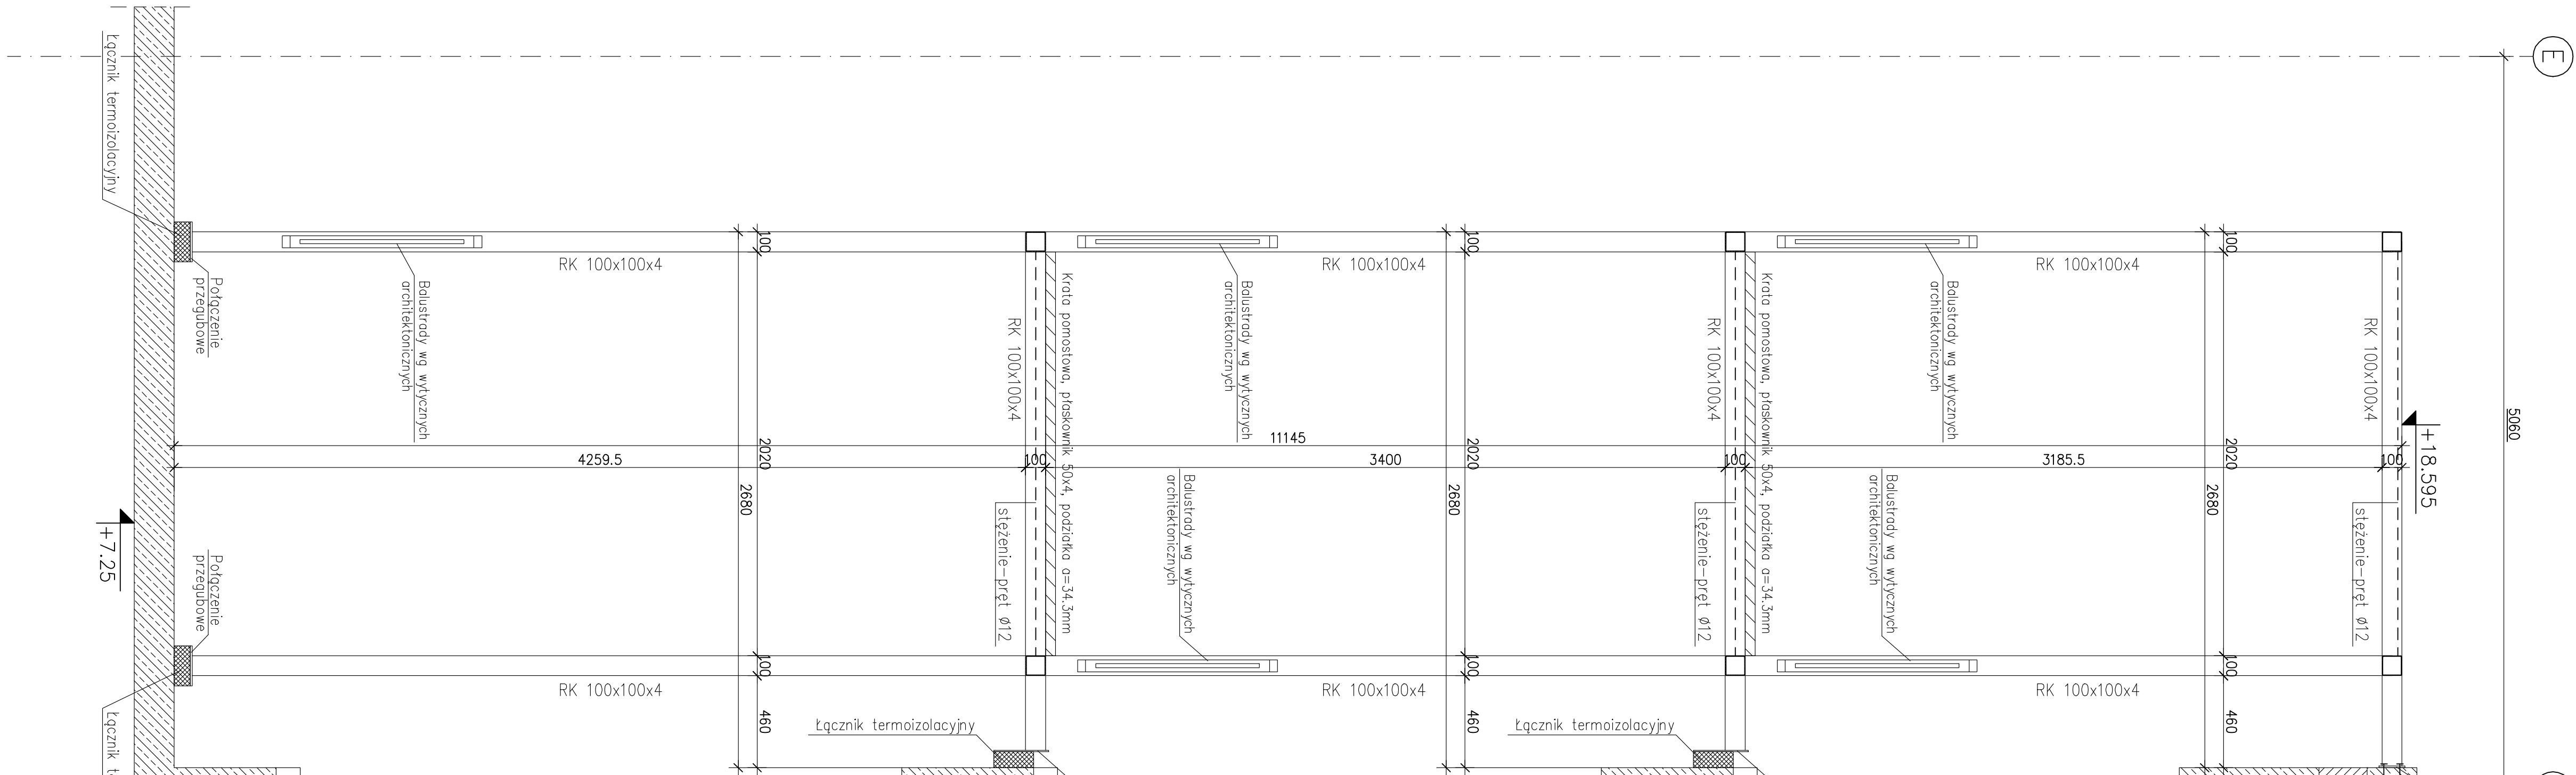 E
5060
Łącznik termoizolacyjny
100
100
100
RK 100x100x4
RK 100x100x4
RK 100x100x4
Połączenie
przegubowe
Balustrady wg wytycznych
architektonicznych
RK 100x100x4
Krata pomostowa, płaskownik 50x4, podziałka a=34.3mm
Balustrady wg wytycznych
architektonicznych
RK 100x100x4
Krata pomostowa, płaskownik 50x4, podziałka a=34.3mm
Balustrady wg wytycznych
architektonicznych
RK 100x100x4
+18.595
11145
4259.5
100
3400
100
3185.5
100
2020
2020
2020
2680
2680
2680
+7.25
Połączenie
przegubowe
stężenie-pręt Ø12
Balustrady wg wytycznych
architektonicznych
stężenie-pręt Ø12
Balustrady wg wytycznych
architektonicznych
stężenie-pręt Ø12
100
100
100
RK 100x100x4
RK 100x100x4
RK 100x100x4
460
460
460
Łącznik termoizolacyjny
Łącznik termoizolacyjny
Łącznik